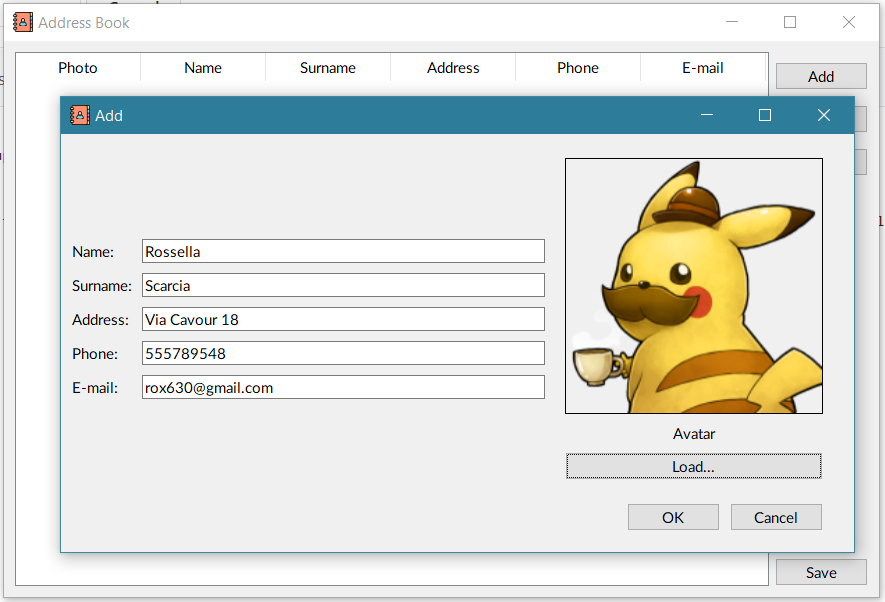 Address Book
Photo Name Surname Address Phone E-mail
Add
Add
Name: Rossella
Surname: Scarcia
Address: Via Cavour 18
Phone: 555789548
E-mail: rox630@gmail.com
Avatar
Load...
OK Cancel
Save